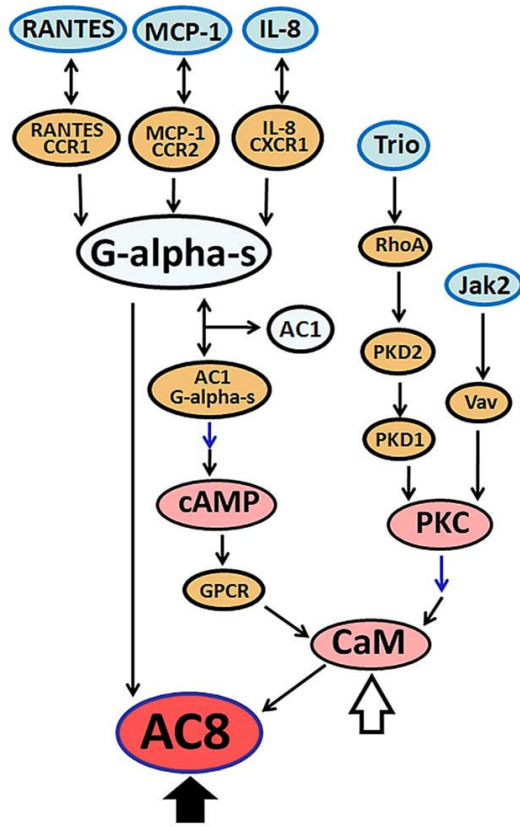 RANTES
MCP-1
IL-8
RANTES
CCR1
MCP-1
CCR2
IL-8
CXCR1
Trio
G-alpha-s
RhoA
Jak2
AC1
PKD2
AC1
G-alpha-s
Vav
PKD1
cAMP
PKC
GPCR
CaM
AC8